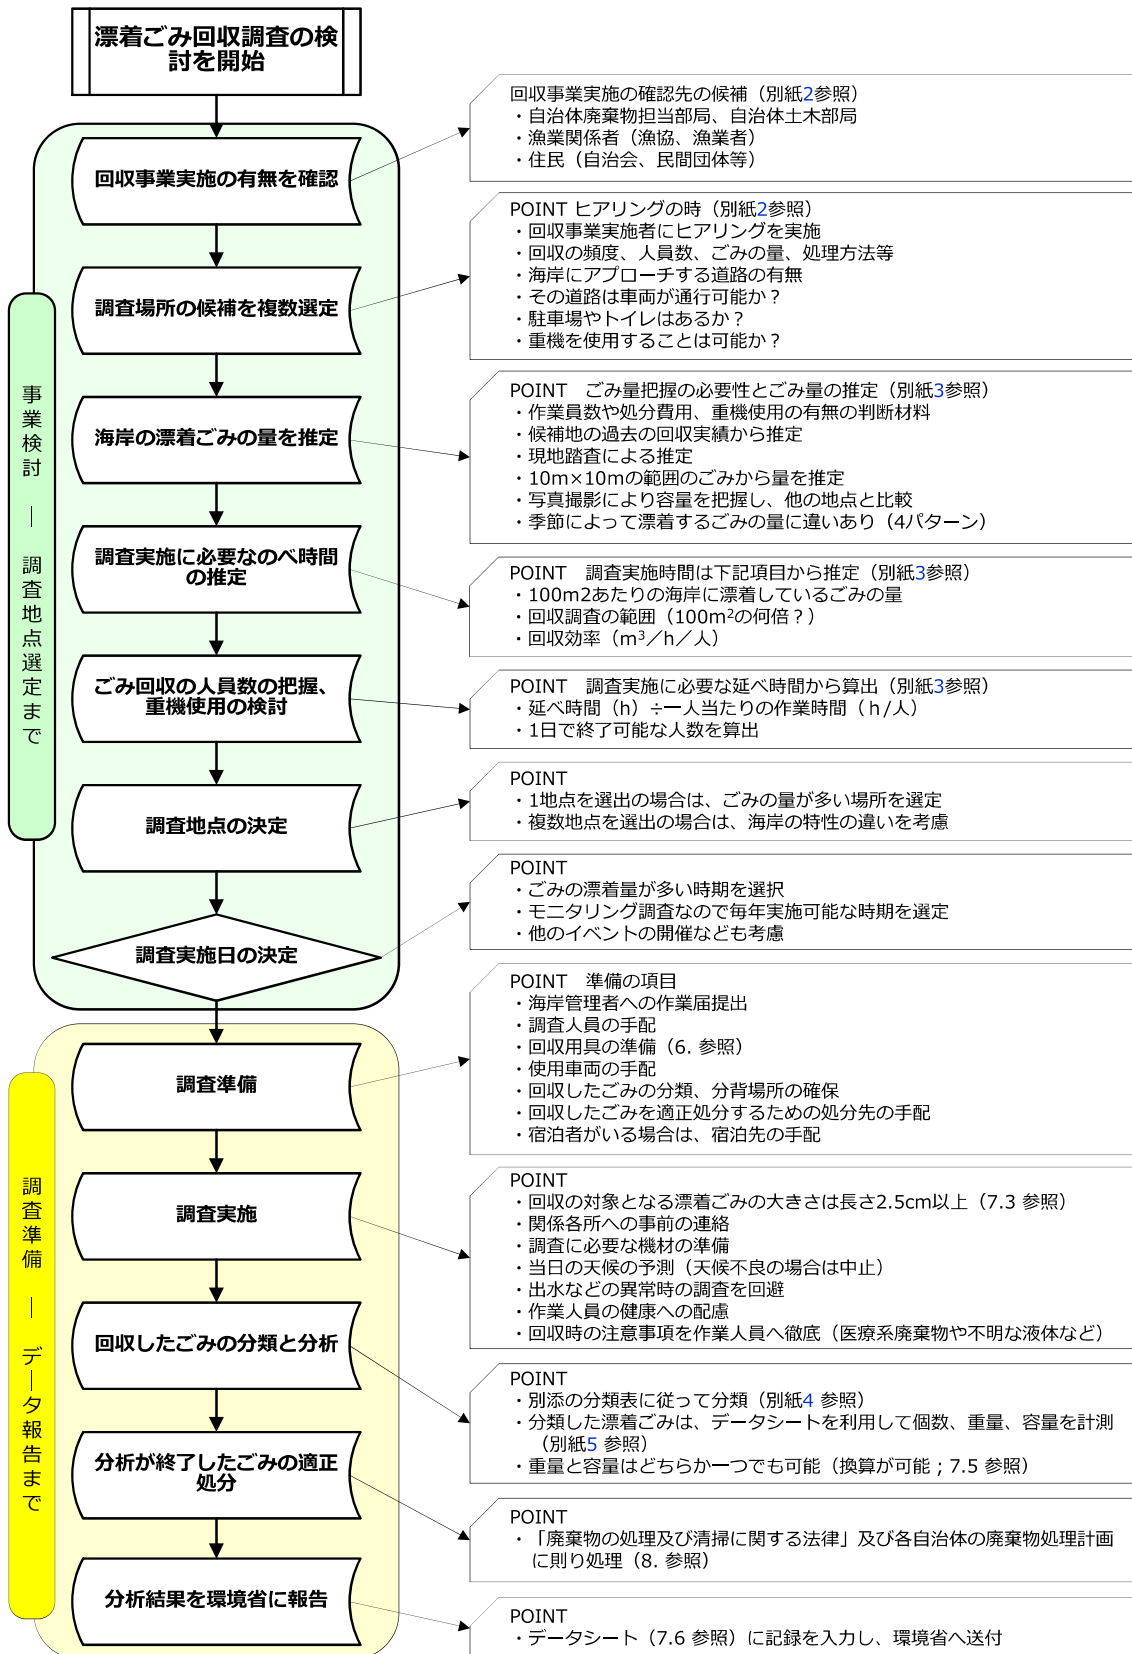 漂着ごみ回収調査の検
討を開始
回収事業実施の確認先の候補（別紙2参照）
・自治体廃棄物担当部局、自治体土木部局
・漁業関係者（漁協、漁業者）
・住民（自治会、民間団体等）
回収事業実施の有無を確認
POINT ヒアリングの時（別紙2参照）
・回収事業実施者にヒアリングを実施
・回収の頻度、人員数、ごみの量、処理方法等
・海岸にアプローチする道路の有無
・その道路は車両が通行可能か？
・駐車場やトイレはあるか？
・重機を使用することは可能か？
調査場所の候補を複数選定
事業検討 ｜ 調査地点選定まで
POINT　ごみ量把握の必要性とごみ量の推定（別紙3参照）
・作業員数や処分費用、重機使用の有無の判断材料
・候補地の過去の回収実績から推定
・現地踏査による推定
・10m×10mの範囲のごみから量を推定
・写真撮影により容量を把握し、他の地点と比較
・季節によって漂着するごみの量に違いあり（4パターン）
海岸の漂着ごみの量を推定
調査実施に必要なのべ時間
の推定
POINT　調査実施時間は下記項目から推定（別紙3参照）
・100m2あたりの海岸に漂着しているごみの量
・回収調査の範囲（100m²の何倍？）
・回収効率（m³／h／人）
ごみ回収の人員数の把握、
重機使用の検討
POINT　調査実施に必要な延べ時間から算出（別紙3参照）
・延べ時間（h）÷一人当たりの作業時間（ｈ/人）
・1日で終了可能な人数を算出
調査地点の決定
POINT
・1地点を選出の場合は、ごみの量が多い場所を選定
・複数地点を選出の場合は、海岸の特性の違いを考慮
調査実施日の決定
POINT
・ごみの漂着量が多い時期を選択
・モニタリング調査なので毎年実施可能な時期を選定
・他のイベントの開催なども考慮
調査準備
POINT　準備の項目
・海岸管理者への作業届提出
・調査人員の手配
・回収用具の準備（6. 参照）
・使用車両の手配
・回収したごみの分類、分背場所の確保
・回収したごみを適正処分するための処分先の手配
・宿泊者がいる場合は、宿泊先の手配
調査準備 ｜ データ報告まで
調査実施
POINT
・回収の対象となる漂着ごみの大きさは長さ2.5cm以上（7.3 参照）
・関係各所への事前の連絡
・調査に必要な機材の準備
・当日の天候の予測（天候不良の場合は中止）
・出水などの異常時の調査を回避
・作業人員の健康への配慮
・回収時の注意事項を作業人員へ徹底（医療系廃棄物や不明な液体など）
回収したごみの分類と分析
POINT
・別添の分類表に従って分類（別紙4 参照）
・分類した漂着ごみは、データシートを利用して個数、重量、容量を計測
（別紙5 参照）
・重量と容量はどちらか一つでも可能（換算が可能；7.5 参照）
分析が終了したごみの適正
処分
POINT
・「廃棄物の処理及び清掃に関する法律」及び各自治体の廃棄物処理計画
に則り処理（8. 参照）
分析結果を環境省に報告
POINT
・データシート（7.6 参照）に記録を入力し、環境省へ送付